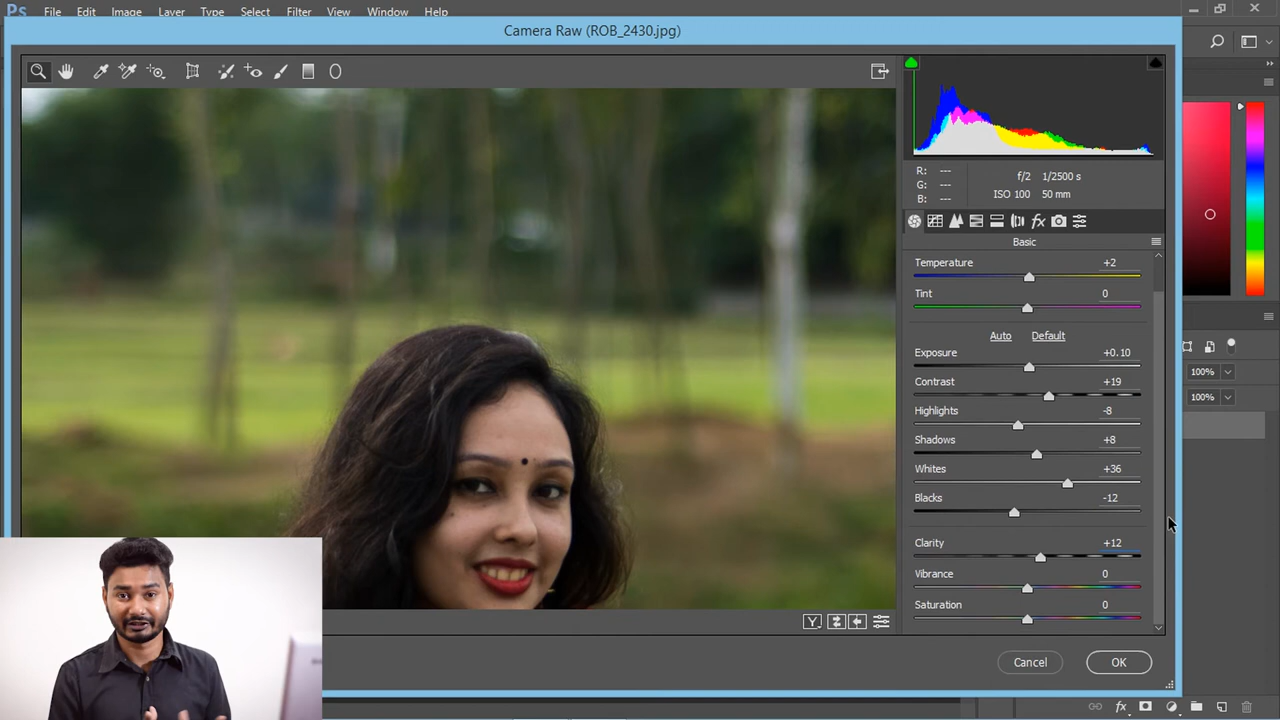 Ps File Edit Image Layer Type Select Filter View Window Help
Camera Raw (ROB_2430.jpg)
R: ---
G: ---
B: ---
f/2 1/2500 s
ISO 100 50 mm
fx
Basic
Temperature +2
Tint 0
Auto Default
Exposure +0.10
Contrast +19
Highlights -8
Shadows +8
Whites +36
Blacks -12
Clarity +12
Vibrance 0
Saturation 0
Y
Cancel OK
100%
100%
fx